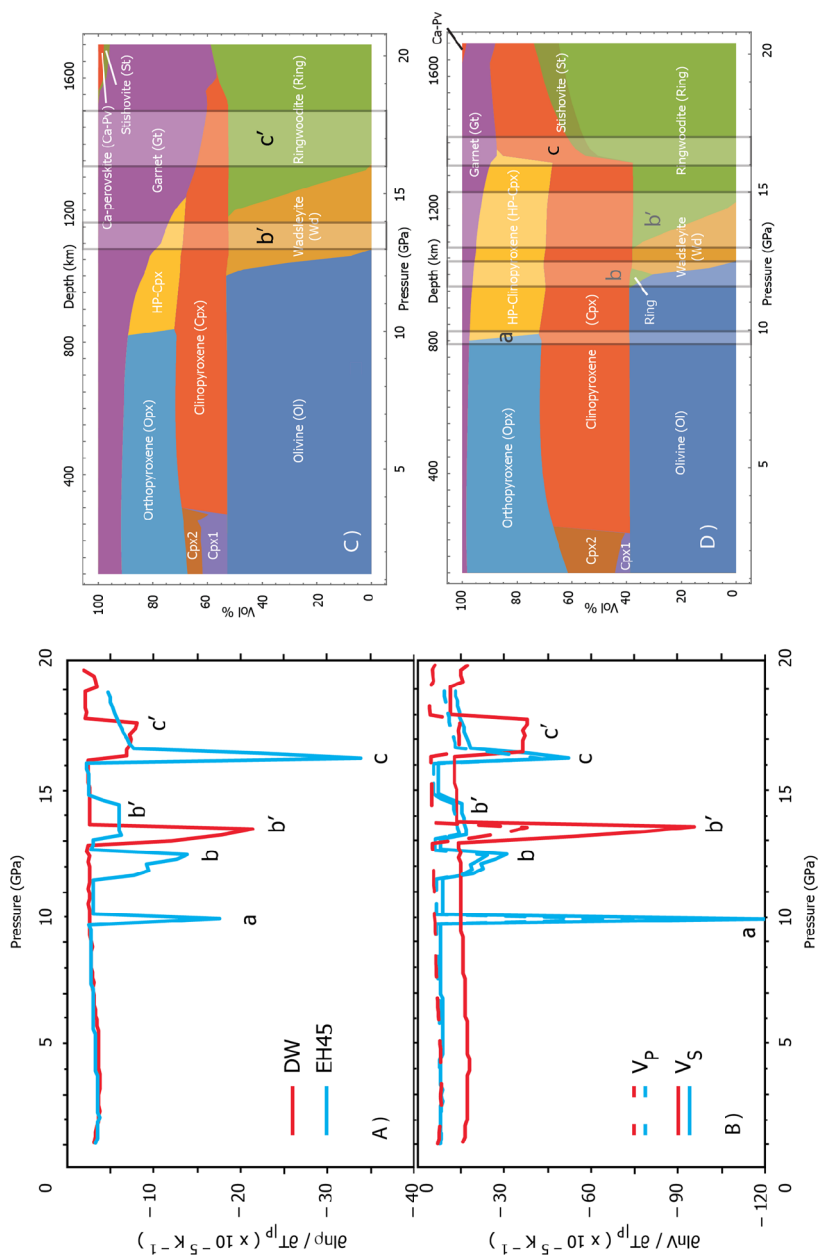 Pressure (GPa)
0
5
10
15
20
0
- 10
- 20
- 30
- 40
∂lnρ / ∂T|P ( x 10⁻⁵ K⁻¹ )
DW
EH45
A )
a
b
b′
b′
c
c′
0
- 30
- 60
- 90
- 120
∂lnV / ∂T|P ( x 10⁻⁵ K⁻¹ )
VP
VS
B )
a
b
b′
b′
c
c′
0
5
10
15
20
Pressure (GPa)
400
800
Depth (km)
1200
1600
100
80
60
40
20
0
Vol %
Ca-perovskite (Ca-Pv)
Stishovite (St)
Garnet (Gt)
Orthopyroxene (Opx)
HP-Cpx
Cpx2
Cpx1
Clinopyroxene (Cpx)
Olivine (Ol)
Wadsleyite
(Wd)
Ringwoodite (Ring)
b′
c′
C )
5
10
15
20
Pressure (GPa)
400
800
Depth (km)
1200
1600
Ca-Pv
100
80
60
40
20
0
Vol %
Garnet (Gt)
Orthopyroxene (Opx)
HP-Clinopyroxene (HP-Cpx)
Stishovite (St)
Cpx2
Cpx1
Clinopyroxene
(Cpx)
Olivine (Ol)
Ring
Wadsleyite
(Wd)
Ringwoodite (Ring)
a
b
b′
c
D )
5
10
15
20
Pressure (GPa)